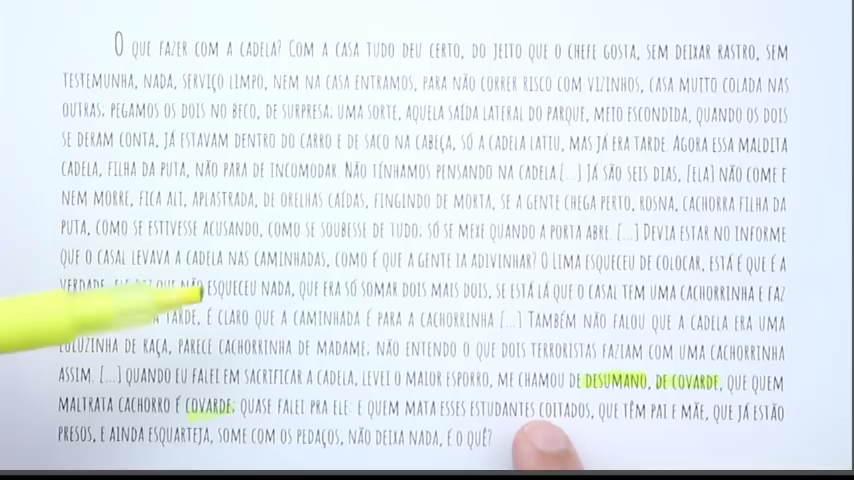 O QUE FAZER COM A CADELA? COM A CASA TUDO DEU CERTO, DO JEITO QUE O CHEFE GOSTA, SEM DEIXAR RASTRO, SEM
TESTEMUNHA, NADA, SERVIÇO LIMPO, NEM NA CASA ENTRAMOS, PARA NÃO CORRER RISCO COM VIZINHOS, CASA MUITO COLADA NAS
OUTRAS; PEGAMOS OS DOIS NO BECO, DE SURPRESA; UMA SORTE, AQUELA SAÍDA LATERAL DO PARQUE, MEIO ESCONDIDA, QUANDO OS DOIS
SE DERAM CONTA, JÁ ESTAVAM DENTRO DO CARRO E DE SACO NA CABEÇA, SÓ A CADELA LATIU, MAS JÁ ERA TARDE. AGORA ESSA MALDITA
CADELA, FILHA DA PUTA, NÃO PARA DE INCOMODAR. NÃO TÍNHAMOS PENSANDO NA CADELA [...] JÁ SÃO SEIS DIAS, [ELA] NÃO COME E
NEM MORRE, FICA ALI, APLASTRADA, DE ORELHAS CAÍDAS, FINGINDO DE MORTA, SE A GENTE CHEGA PERTO, ROSNA, CACHORRA FILHA DA
PUTA, COMO SE ESTIVESSE ACUSANDO, COMO SE SOUBESSE DE TUDO; SÓ SE MEXE QUANDO A PORTA ABRE. [...] DEVIA ESTAR NO INFORME
QUE O CASAL LEVAVA A CADELA NAS CAMINHADAS, COMO É QUE A GENTE IA ADIVINHAR? O LIMA ESQUECEU DE COLOCAR, ESTÁ É QUE É A
VERDADE, ELE DIZ QUE NÃO ESQUECEU NADA, QUE ERA SÓ SOMAR DOIS MAIS DOIS, SE ESTÁ LÁ QUE O CASAL TEM UMA CACHORRINHA E FAZ
TARDE, É CLARO QUE A CAMINHADA É PARA A CACHORRINHA [...] TAMBÉM NÃO FALOU QUE A CADELA ERA UMA
LULUZINHA DE RAÇA, PARECE CACHORRINHA DE MADAME; NÃO ENTENDO O QUE DOIS TERRORISTAS FAZIAM COM UMA CACHORRINHA
ASSIM. [...] QUANDO EU FALEI EM SACRIFICAR A CADELA, LEVEI O MAIOR ESPORRO, ME CHAMOU DE DESUMANO, DE COVARDE, QUE QUEM
MALTRATA CACHORRO É COVARDE; QUASE FALEI PRA ELE: E QUEM MATA ESSES ESTUDANTES COITADOS, QUE TÊM PAI E MÃE, QUE JÁ ESTÃO
PRESOS, E AINDA ESQUARTEJA, SOME COM OS PEDAÇOS, NÃO DEIXA NADA, É O QUÊ?